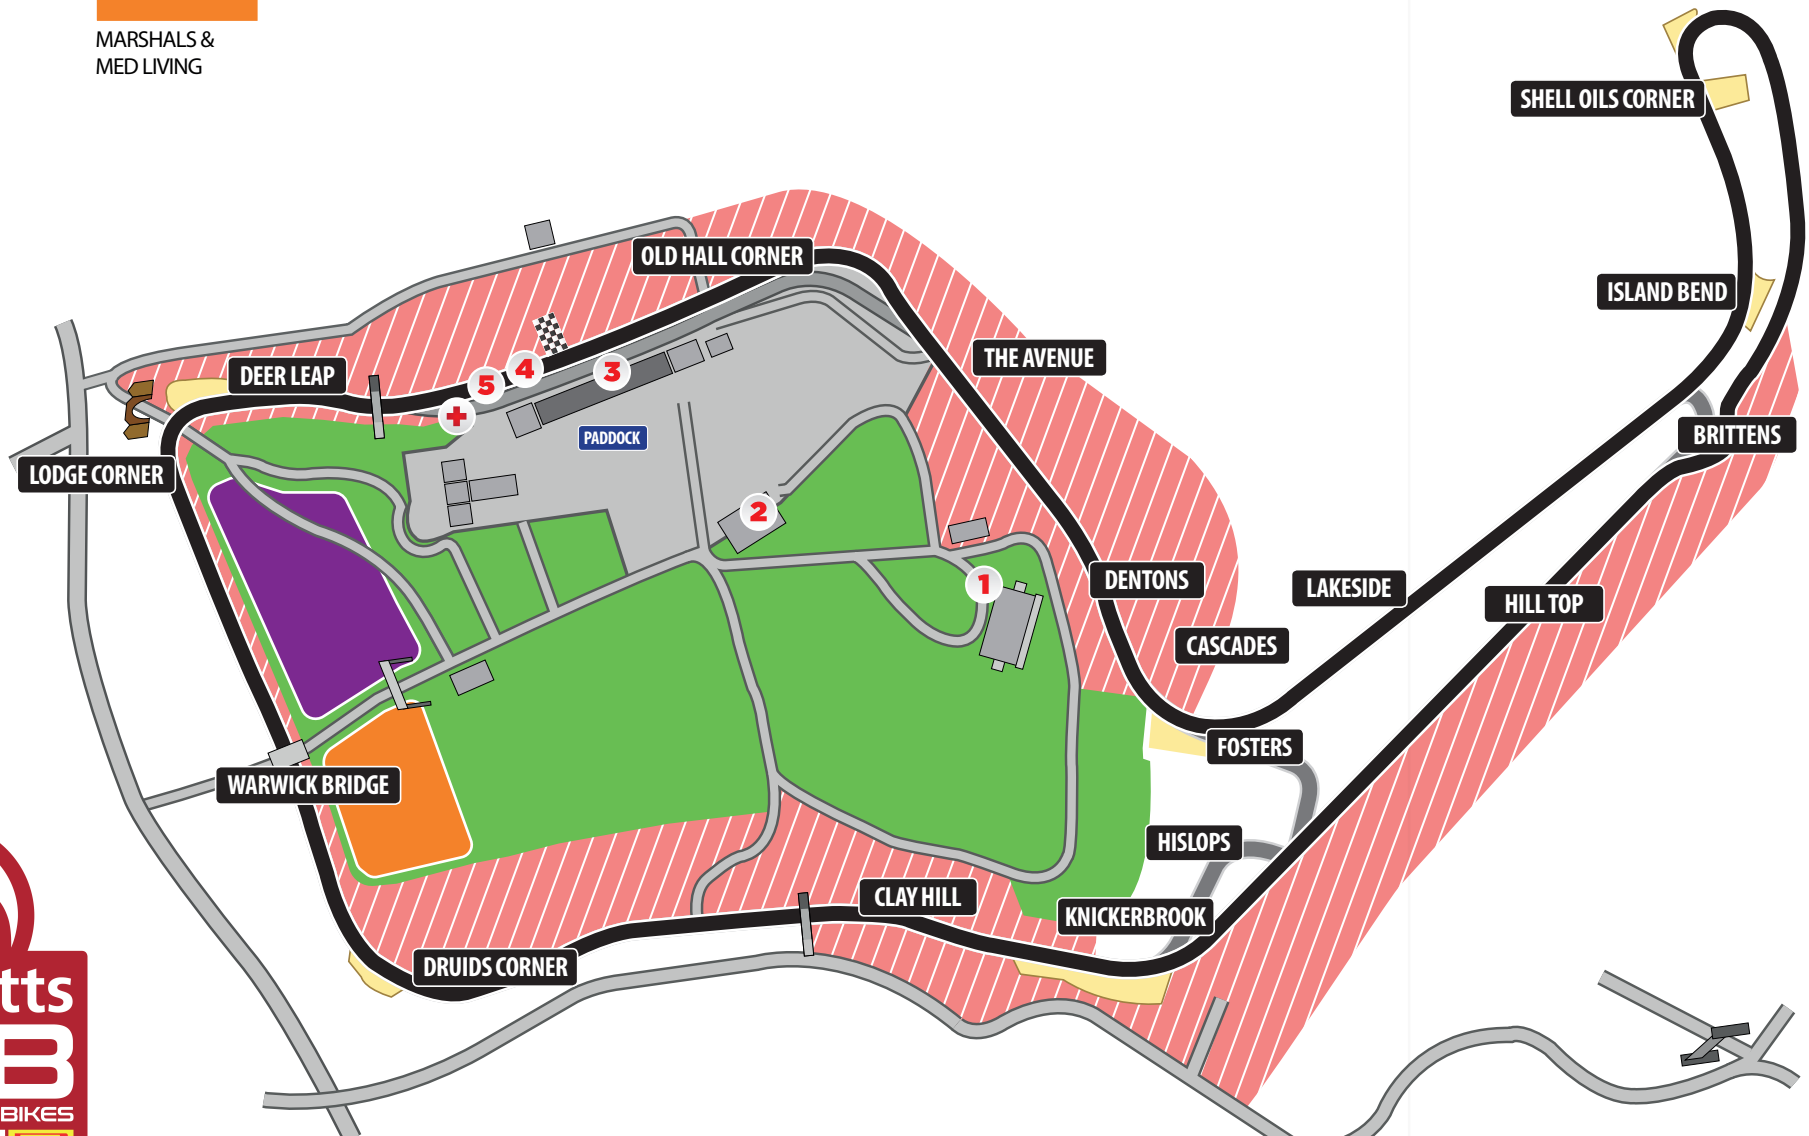 MARSHALS &
MED LIVING
SHELL OILS CORNER
OLD HALL CORNER
ISLAND BEND
THE AVENUE
DEER LEAP
5
4
3
PADDOCK
BRITTENS
LODGE CORNER
2
1
DENTONS
LAKESIDE
HILL TOP
CASCADES
FOSTERS
WARWICK BRIDGE
HISLOPS
CLAY HILL
KNICKERBROOK
DRUIDS CORNER
tts
B
BIKES